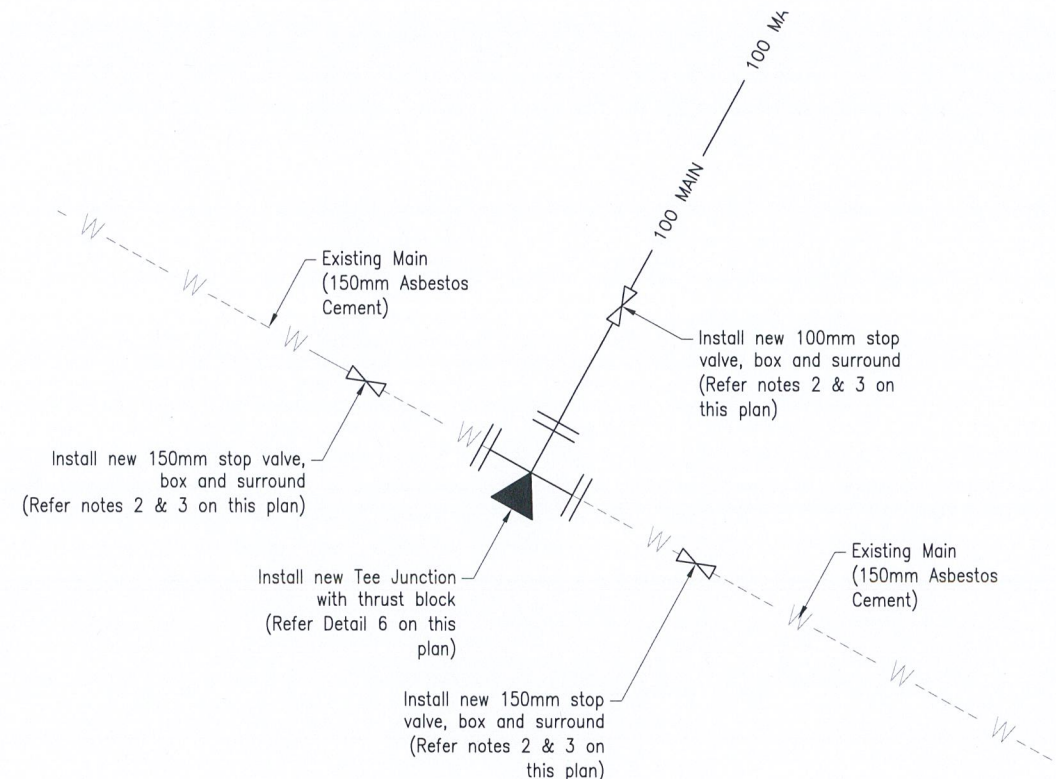 100 MA
100 MAIN
W
W
W
Existing Main
(150mm Asbestos
Cement)
Install new 100mm stop
valve, box and surround
(Refer notes 2 & 3 on
this plan)
W
Install new 150mm stop valve,
box and surround
(Refer notes 2 & 3 on this plan)
W
Existing Main
(150mm Asbestos
Cement)
Install new Tee Junction
with thrust block
(Refer Detail 6 on this
plan)
W
W
W
Install new 150mm stop
valve, box and surround
(Refer notes 2 & 3 on
this plan)